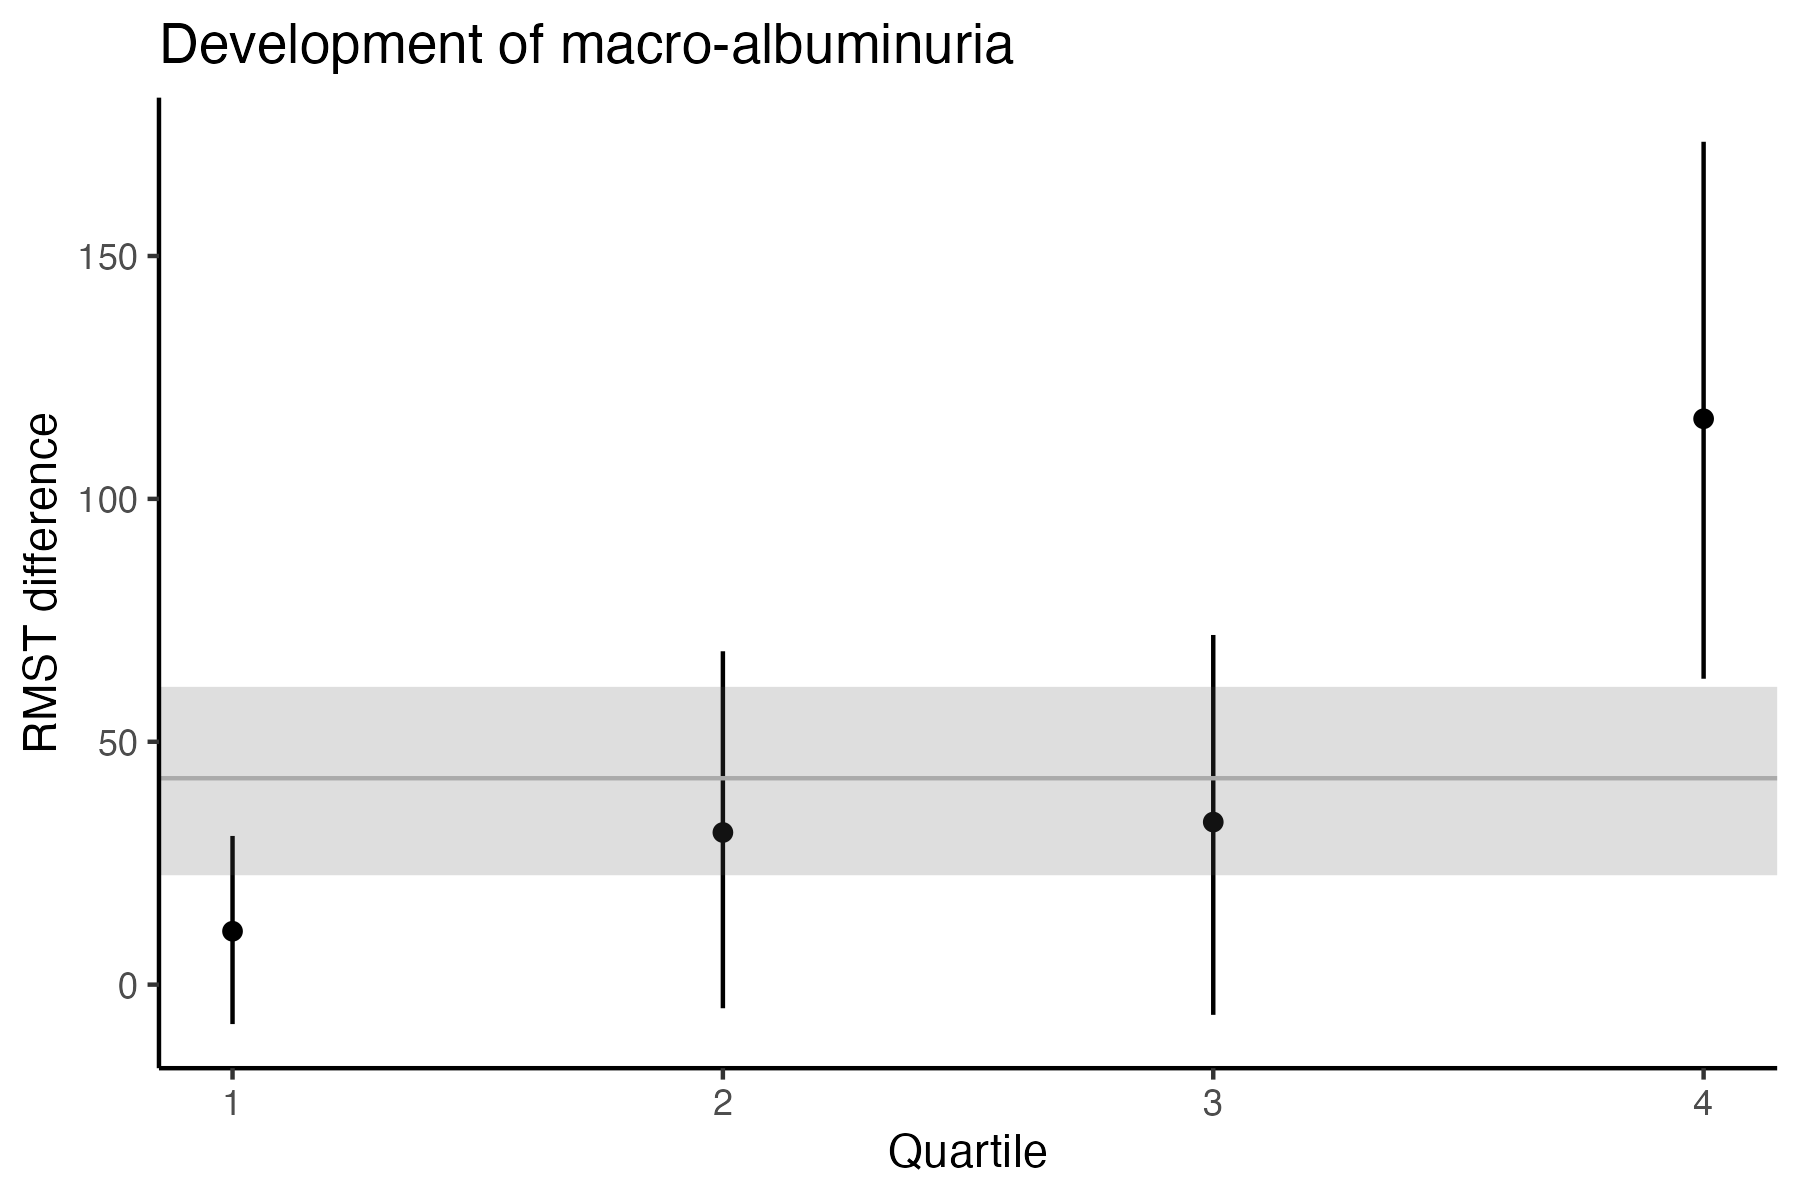 Development of macro-albuminuria
RMST difference
150
100
50
0
1 2 3 4
Quartile